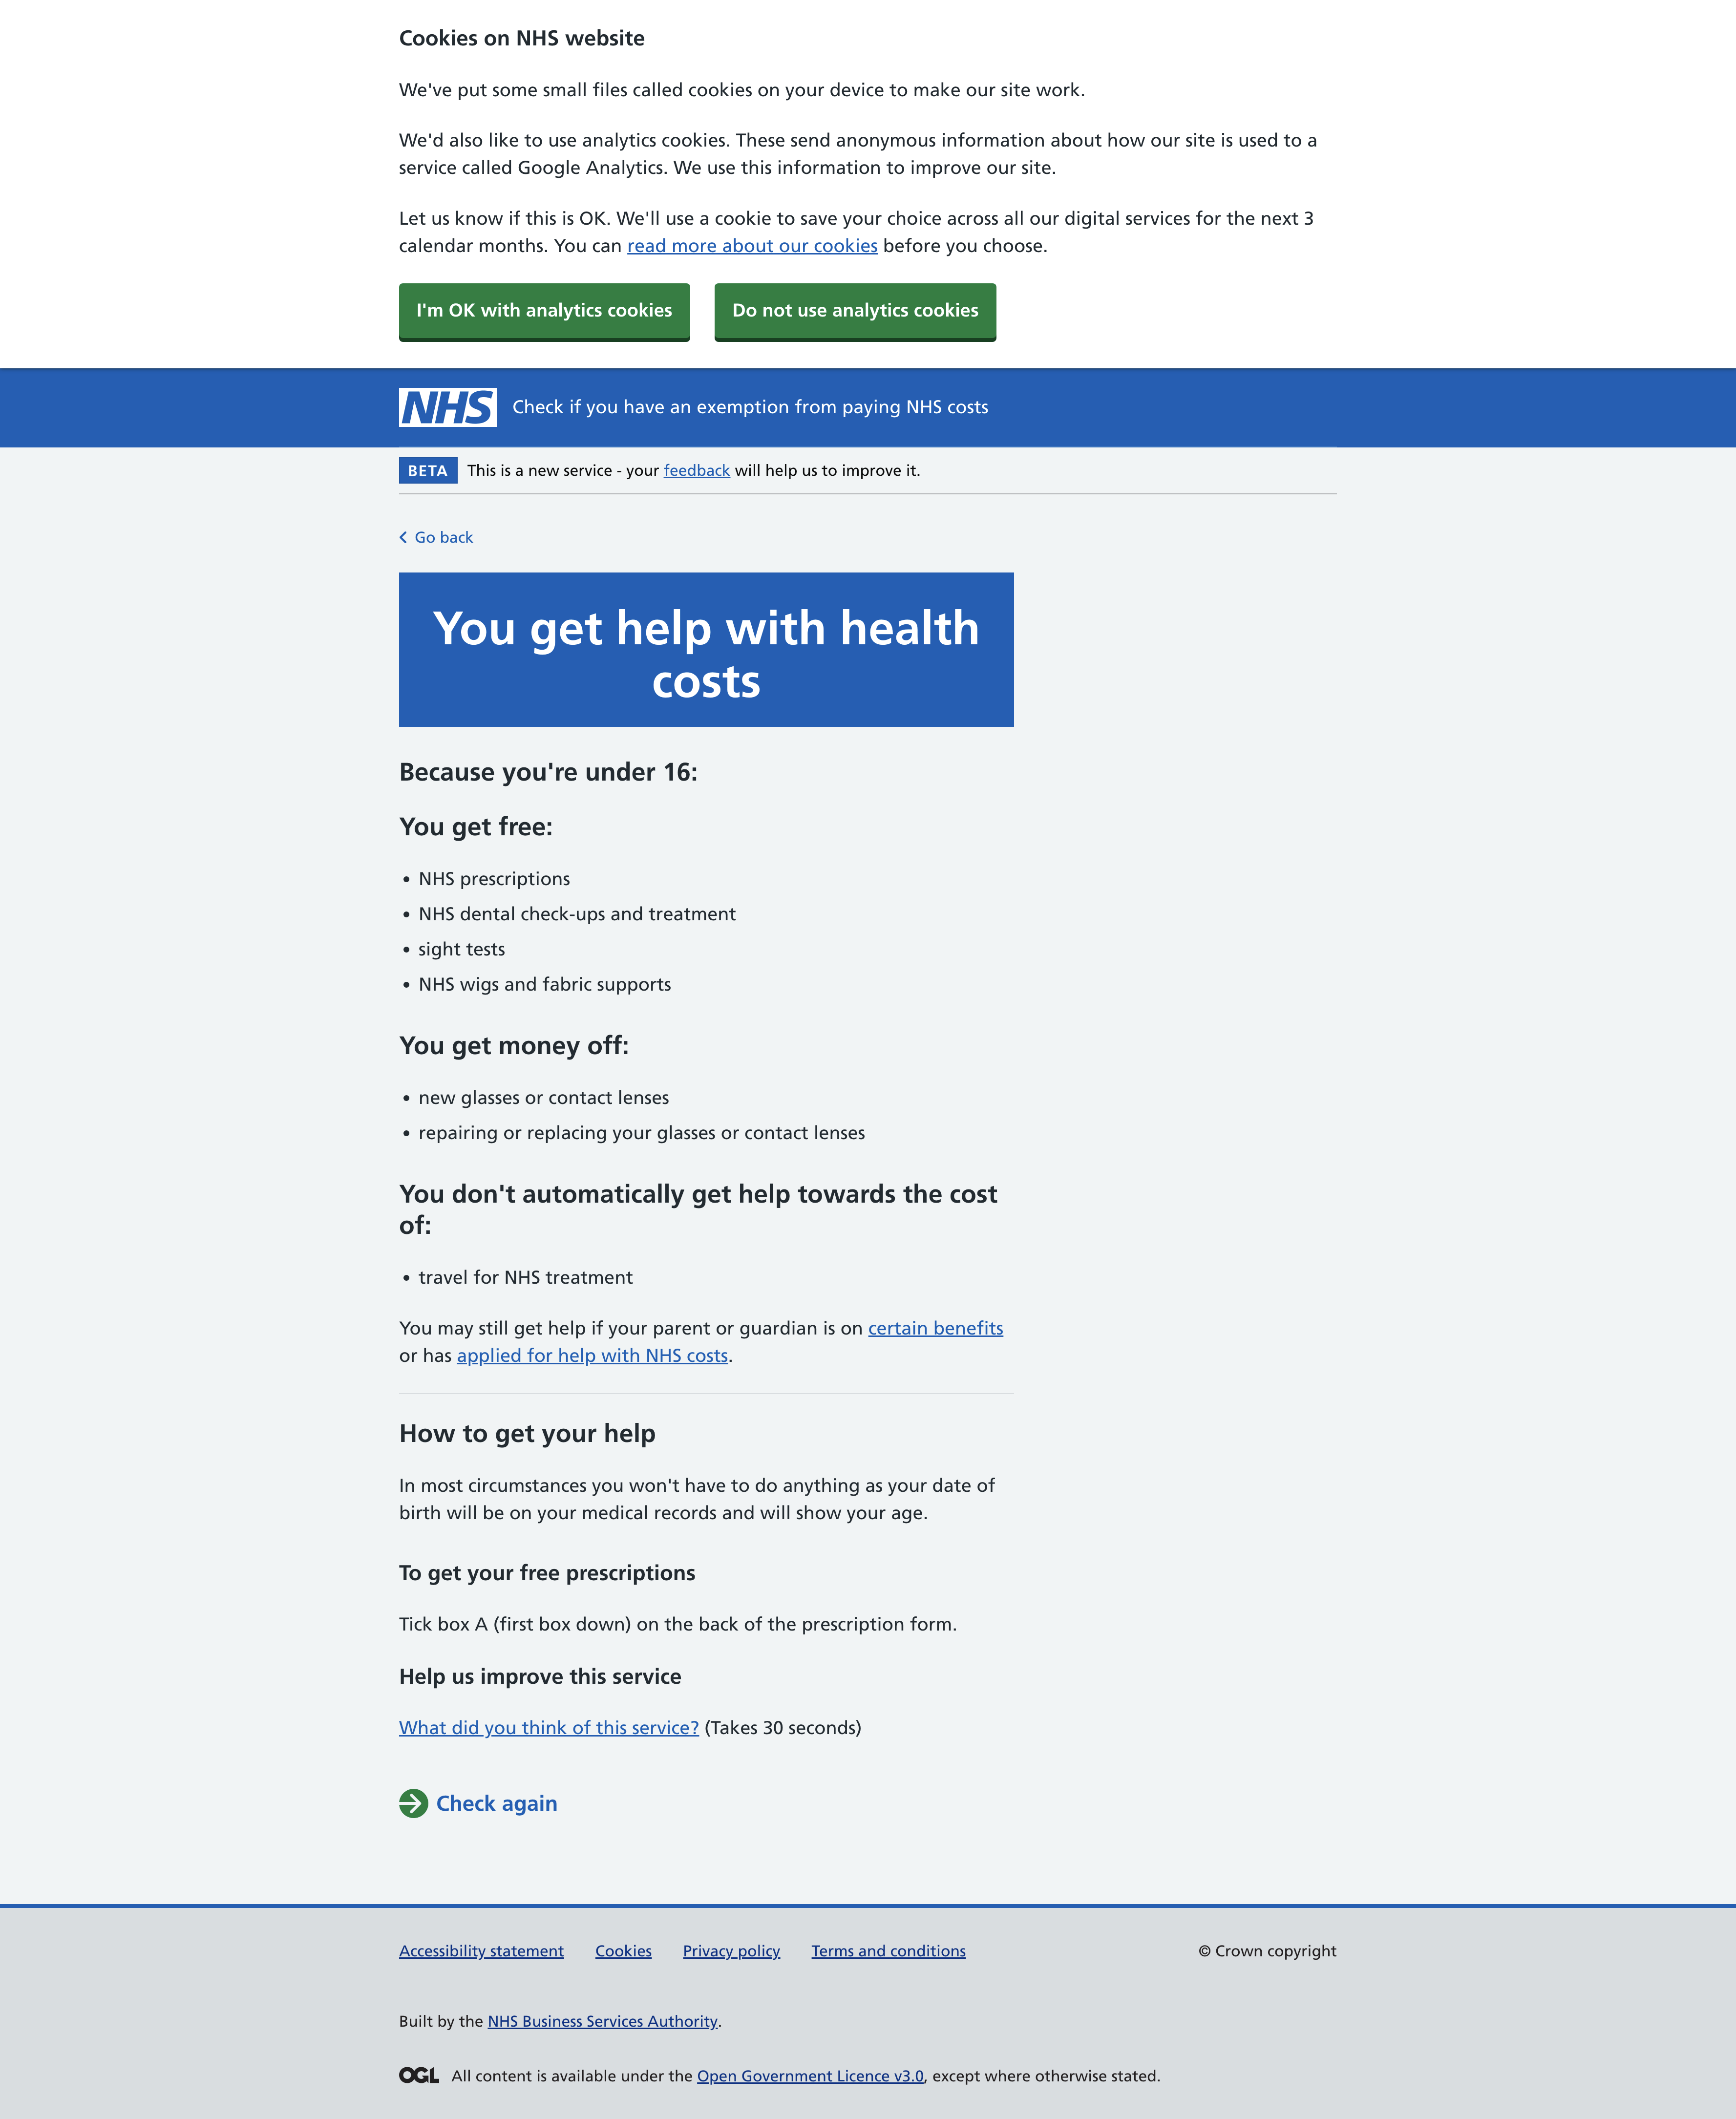 Cookies on NHS website
We've put some small files called cookies on your device to make our site work.
We'd also like to use analytics cookies. These send anonymous information about how our site is used to a
service called Google Analytics. We use this information to improve our site.
Let us know if this is OK. We'll use a cookie to save your choice across all our digital services for the next 3
calendar months. You can read more about our cookies before you choose.
I'm OK with analytics cookies Do not use analytics cookies
NHS Check if you have an exemption from paying NHS costs
BETA This is a new service - your feedback will help us to improve it.
Go back
You get help with health
costs
Because you're under 16:
You get free:
• NHS prescriptions
• NHS dental check-ups and treatment
• sight tests
• NHS wigs and fabric supports
You get money off:
• new glasses or contact lenses
• repairing or replacing your glasses or contact lenses
You don't automatically get help towards the cost
of:
• travel for NHS treatment
You may still get help if your parent or guardian is on certain benefits
or has applied for help with NHS costs.
How to get your help
In most circumstances you won't have to do anything as your date of
birth will be on your medical records and will show your age.
To get your free prescriptions
Tick box A (first box down) on the back of the prescription form.
Help us improve this service
What did you think of this service? (Takes 30 seconds)
Check again
Accessibility statement Cookies Privacy policy Terms and conditions © Crown copyright
Built by the NHS Business Services Authority.
OGL All content is available under the Open Government Licence v3.0, except where otherwise stated.